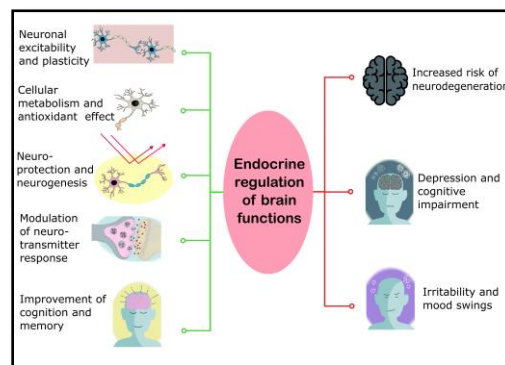 Neuronal
excitability
and plasticity
Cellular
metabolism and
antioxidant effect
Neuro-
protection and
neurogenesis
Modulation
of neuro-
transmitter
response
Improvement of
cognition and
memory
Endocrine
regulation
of brain
functions
Increased risk of
neurodegeneration
Depression and
cognitive
impairment
Irritability and
mood swings